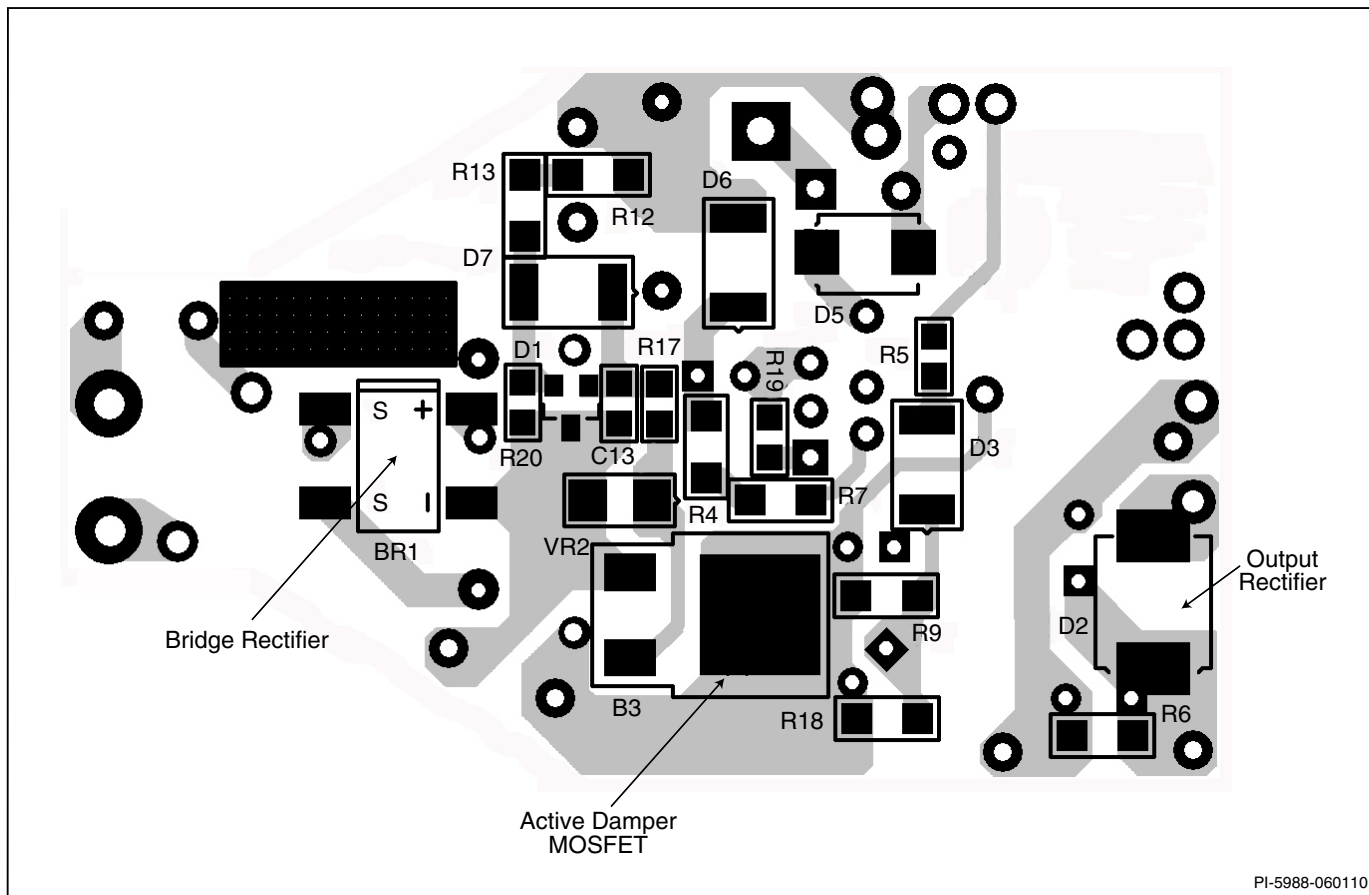 R13
R12
D6
D7
D5
D1
R17
R19
R5
S +
S –
R20
C13
D3
R4
R7
BR1
VR2
Bridge Rectifier
R9
D2
Output
Rectifier
B3
R18
R6
Active Damper
MOSFET
PI-5988-060110